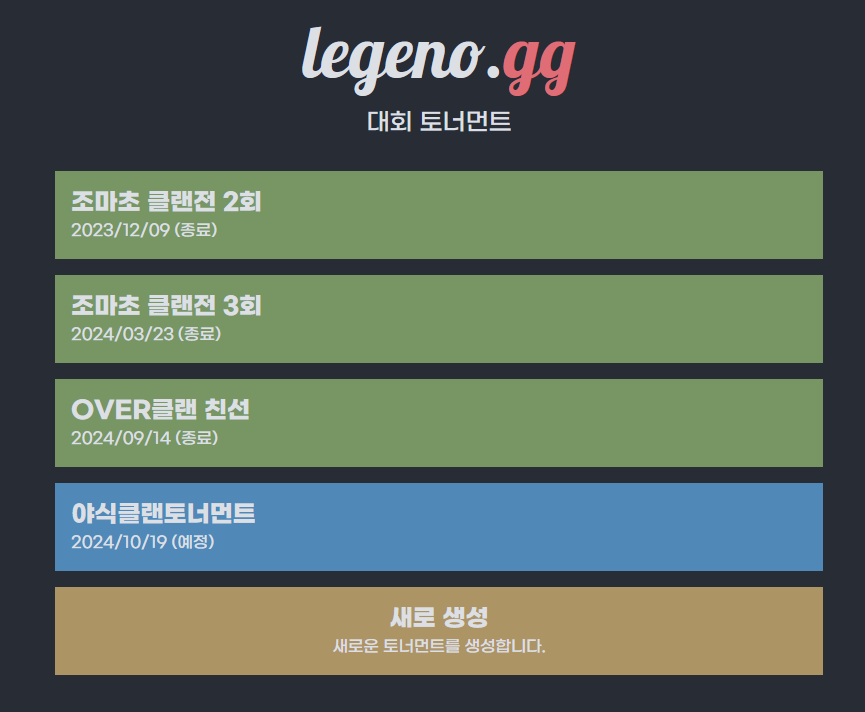 legeno.gg
대회 토너먼트
조마초 클랜전 2회
2023/12/09 (종료)
조마초 클랜전 3회
2024/03/23 (종료)
OVER클랜 친선
2024/09/14 (종료)
야식클랜토너먼트
2024/10/19 (예정)
새로 생성
새로운 토너먼트를 생성합니다.